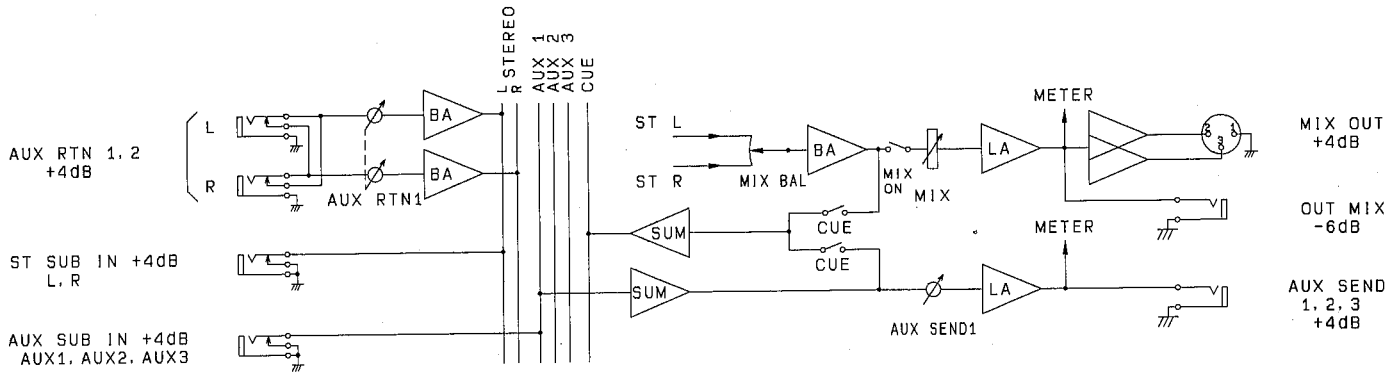 L STEREO
R
AUX 1
AUX 2
AUX 3
CUE
AUX RTN 1, 2
+4dB
L
R
BA
BA
AUX RTN1
ST SUB IN +4dB
L, R
AUX SUB IN +4dB
AUX1, AUX2, AUX3
ST L
ST R
MIX BAL
BA
MIX
ON
MIX
LA
METER
2
1
3
MIX OUT
+4dB
SUM
CUE
CUE
OUT MIX
-6dB
SUM
AUX SEND1
LA
METER
AUX SEND
1, 2, 3
+4dB